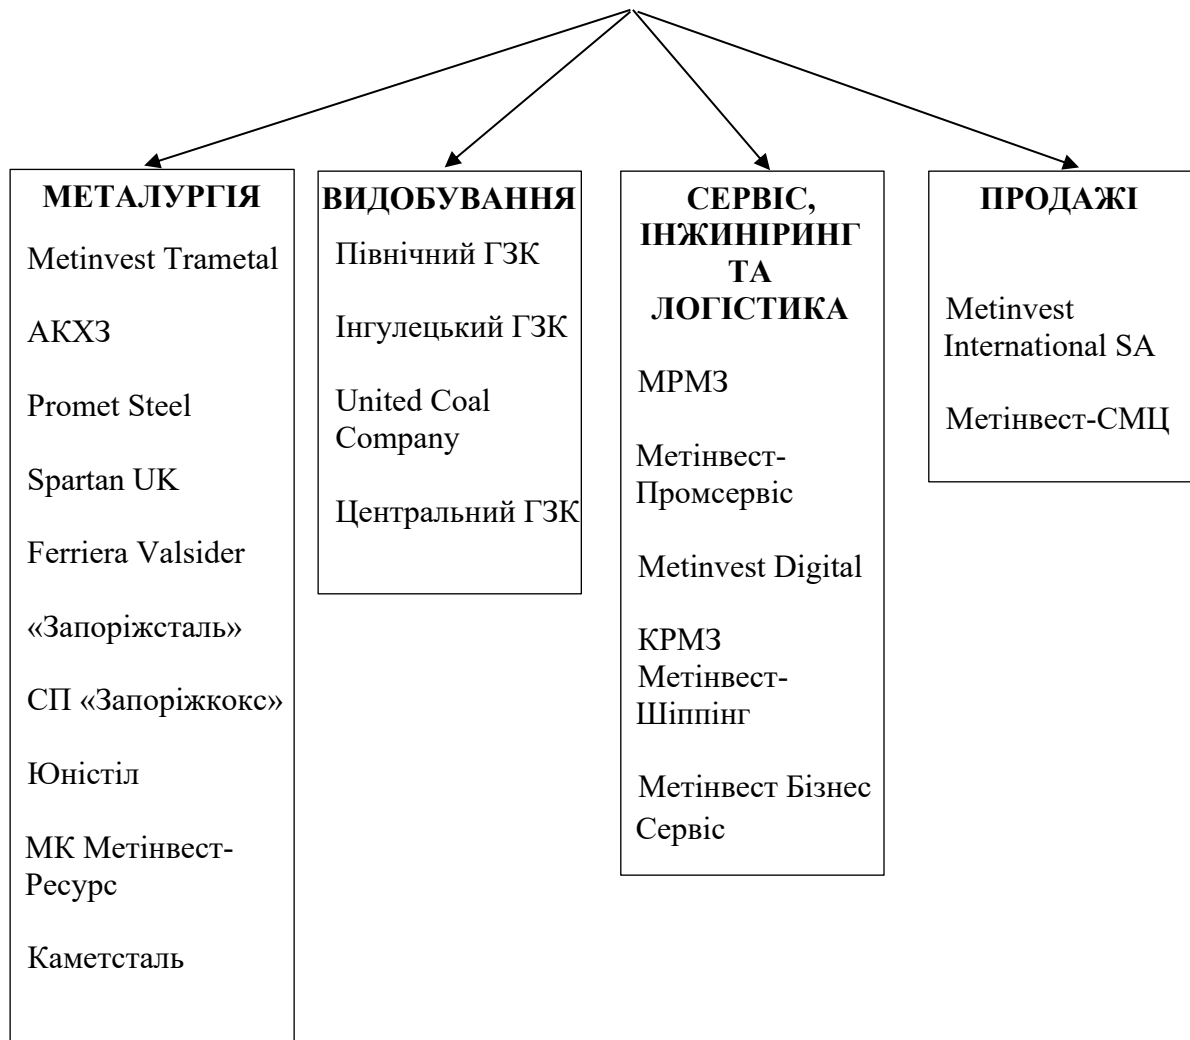 МЕТАЛУРГІЯ
Metinvest Trametal
АКХЗ
Promet Steel
Spartan UK
Ferriera Valsider
«Запоріжсталь»
СП «Запоріжкокс»
Юністіл
МК Метінвест-
Ресурс
Каметсталь
ВИДОБУВАННЯ
Північний ГЗК
Інгулецький ГЗК
United Coal
Company
Центральний ГЗК
СЕРВІС,
ІНЖИНІРИНГ
ТА
ЛОГІСТИКА
МРМЗ
Метінвест-
Промсервіс
Metinvest Digital
КРМЗ
Метінвест-
Шіппінг
Метінвест Бізнес
Сервіс
ПРОДАЖІ
Metinvest
International SA
Метінвест-СМЦ